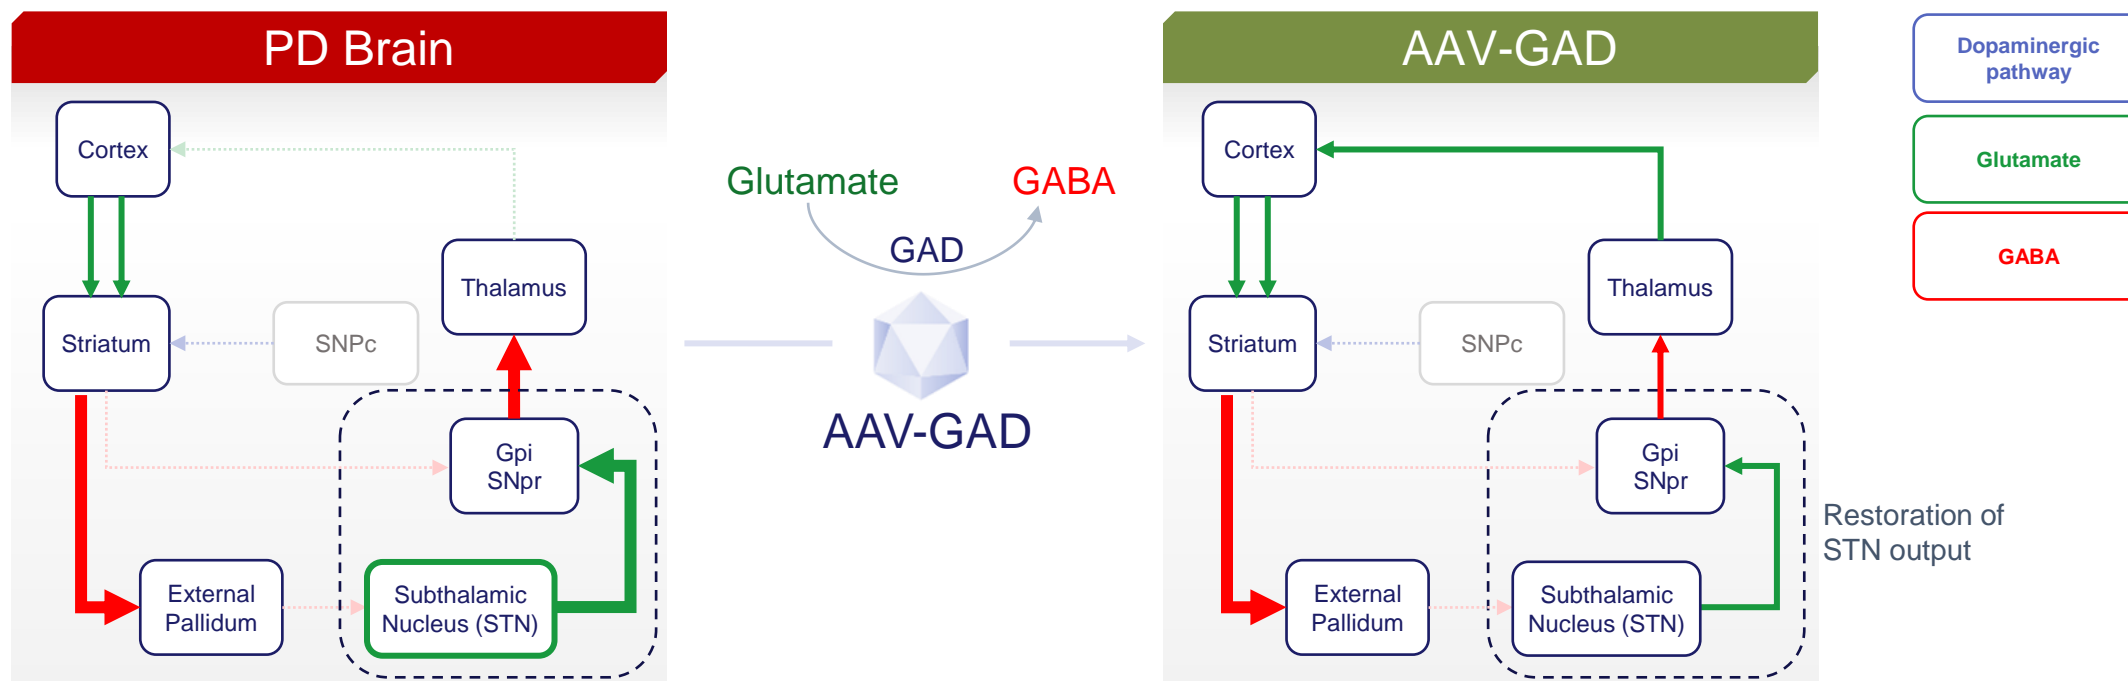 PD Brain
Cortex
Thalamus
Striatum
SNPc
Gpi
SNpr
External
Pallidum
Subthalamic
Nucleus (STN)
Glutamate
GABA
GAD
AAV-GAD
AAV-GAD
Cortex
Thalamus
Striatum
SNPc
Gpi
SNpr
External
Pallidum
Subthalamic
Nucleus (STN)
Restoration of
STN output
Dopaminergic
pathway
Glutamate
GABA